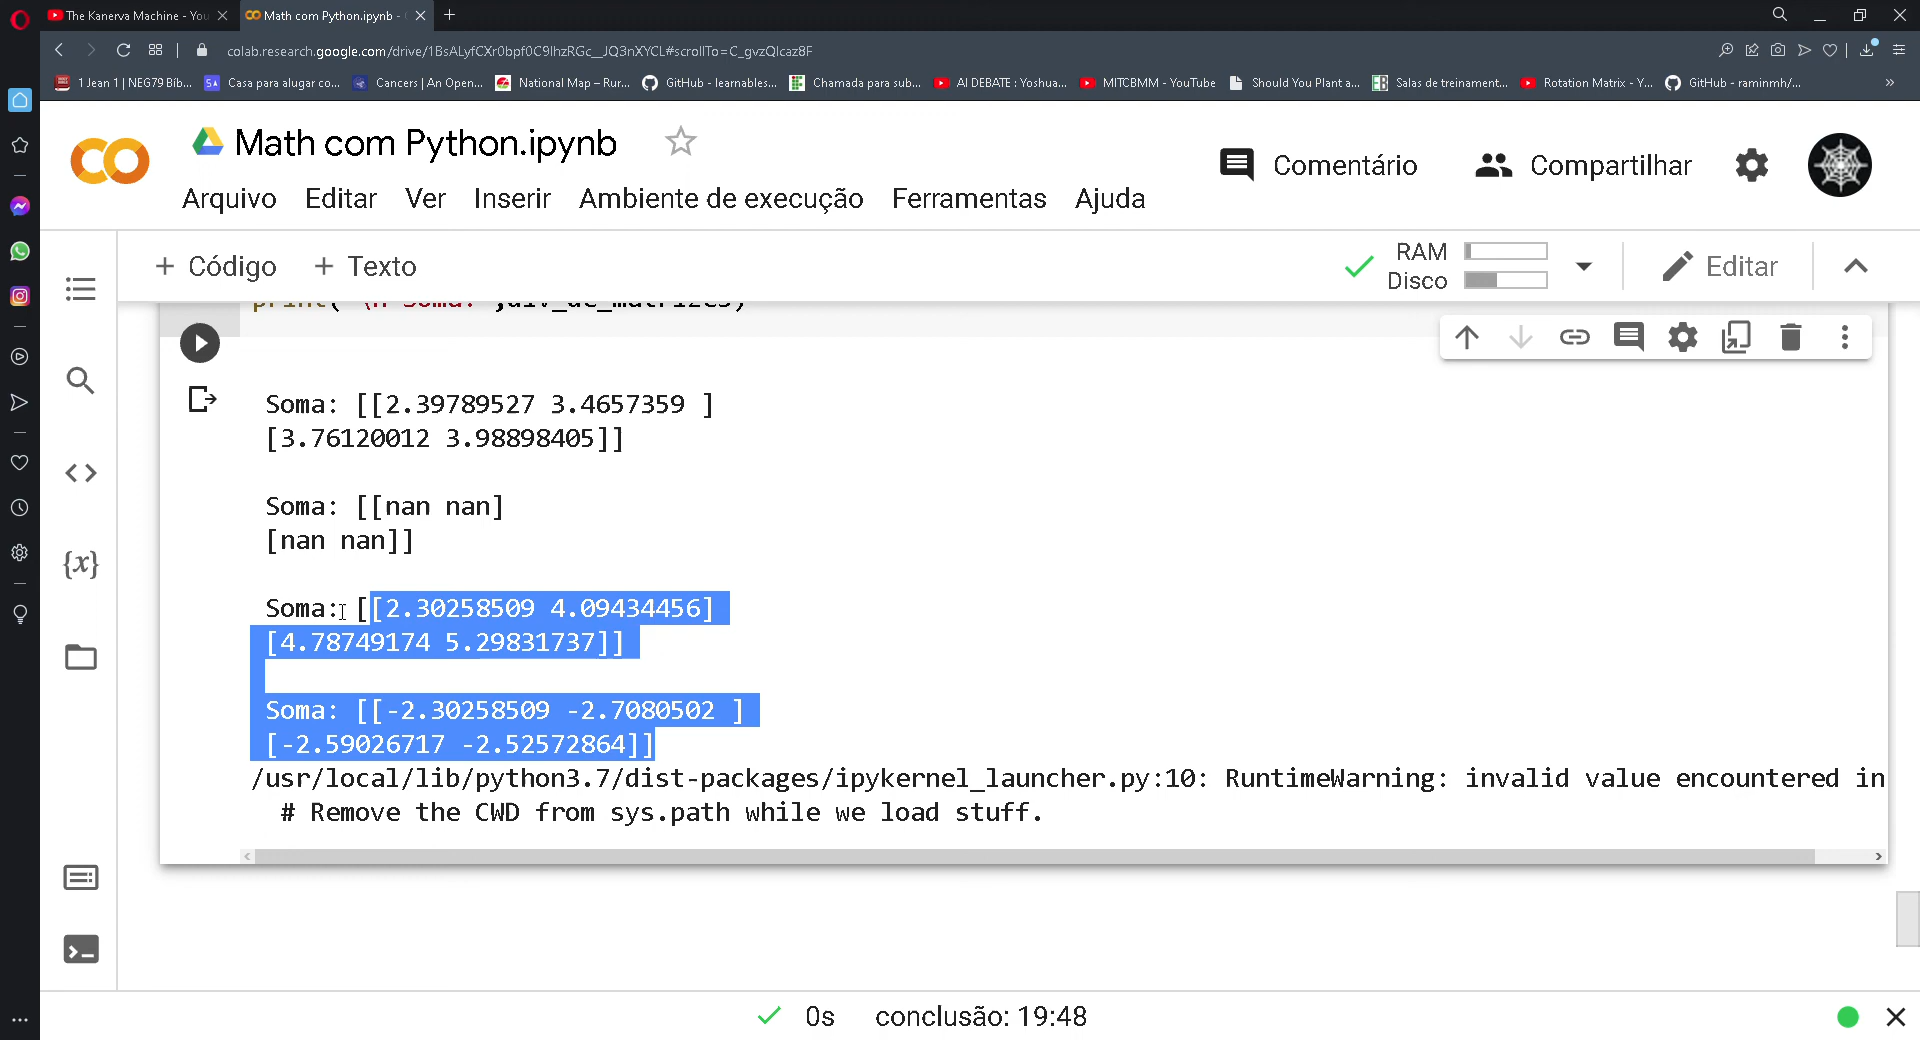 The Kanerva Machine - You
Math com Python.ipynb -
colab.research.google.com/drive/1BsALyfCXr0bpf0C9lhzRGc__JQ3nXYCL#scrollTo=C_gvzQlcaz8F
1 Jean 1 | NEG79 Bíb...
Casa para alugar co...
Cancers | An Open...
National Map – Rur...
GitHub - learnables...
Chamada para sub...
AI DEBATE : Yoshua...
MITCBMM - YouTube
Should You Plant a...
Salas de treinament...
Rotation Matrix - Y...
GitHub - raminmh/...
Math com Python.ipynb
Comentário
Compartilhar
Arquivo Editar Ver Inserir Ambiente de execução Ferramentas Ajuda
+ Código + Texto
RAM
Disco
Editar
print("\n Soma: ",div_de_matrizes)
Soma: [[2.39789527 3.4657359 ]
[3.76120012 3.98898405]]
Soma: [[nan nan]
[nan nan]]
Soma: [[2.30258509 4.09434456]
[4.78749174 5.29831737]]
Soma: [[-2.30258509 -2.7080502 ]
[-2.59026717 -2.52572864]]
/usr/local/lib/python3.7/dist-packages/ipykernel_launcher.py:10: RuntimeWarning: invalid value encountered in
# Remove the CWD from sys.path while we load stuff.
0s conclusão: 19:48